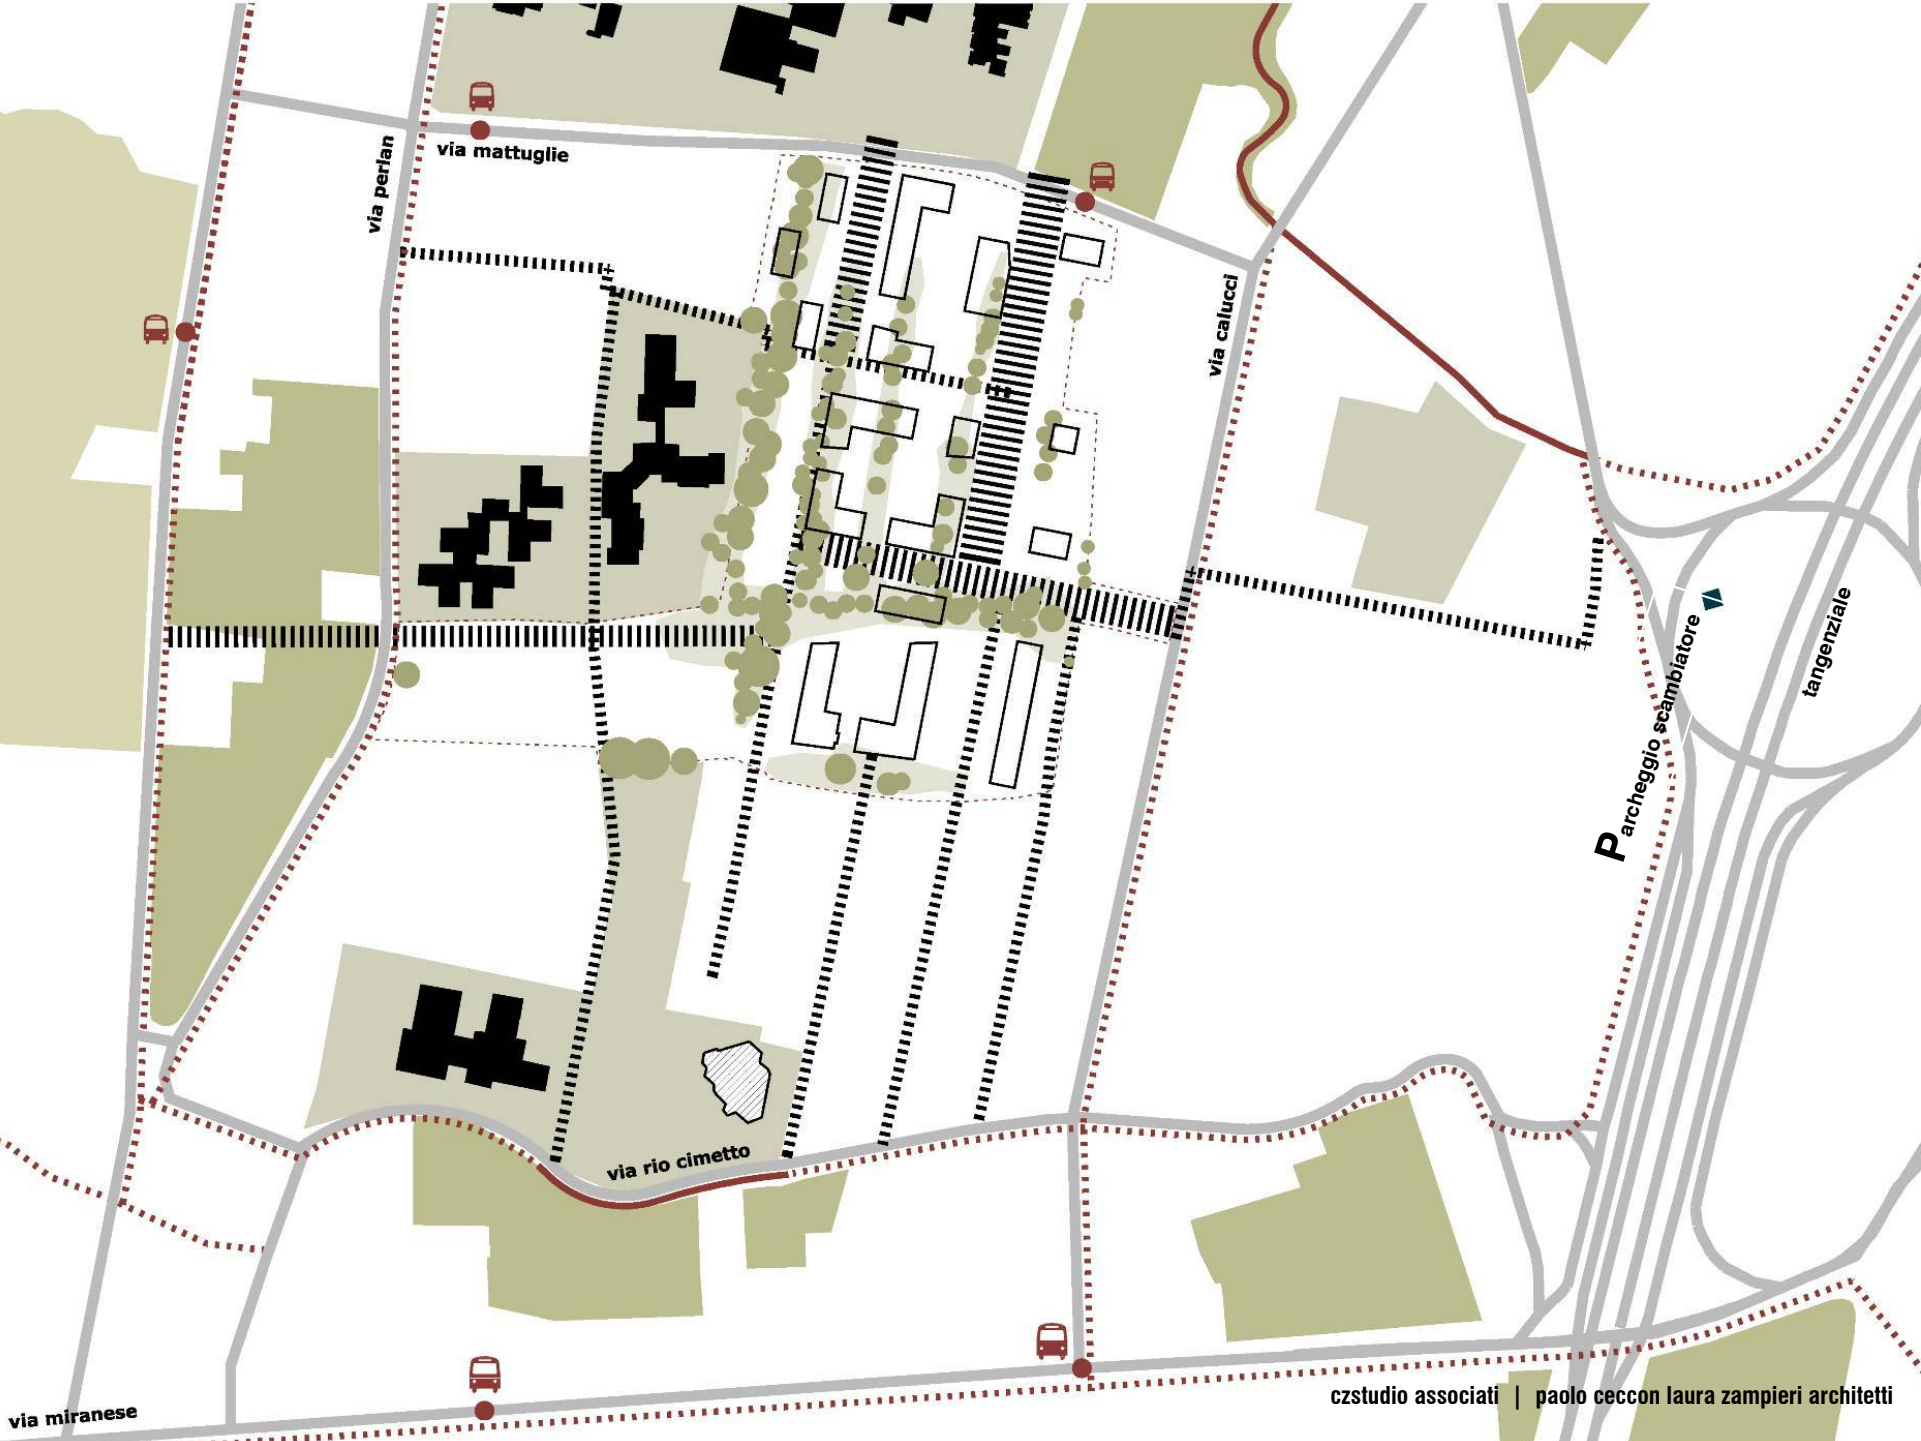 via mattuglie
via perlan
via calucci
Parcheggio scambiatore
tangenziale
via rio cimetto
via miranese
czstudio associati | paolo ceccon laura zampieri architetti